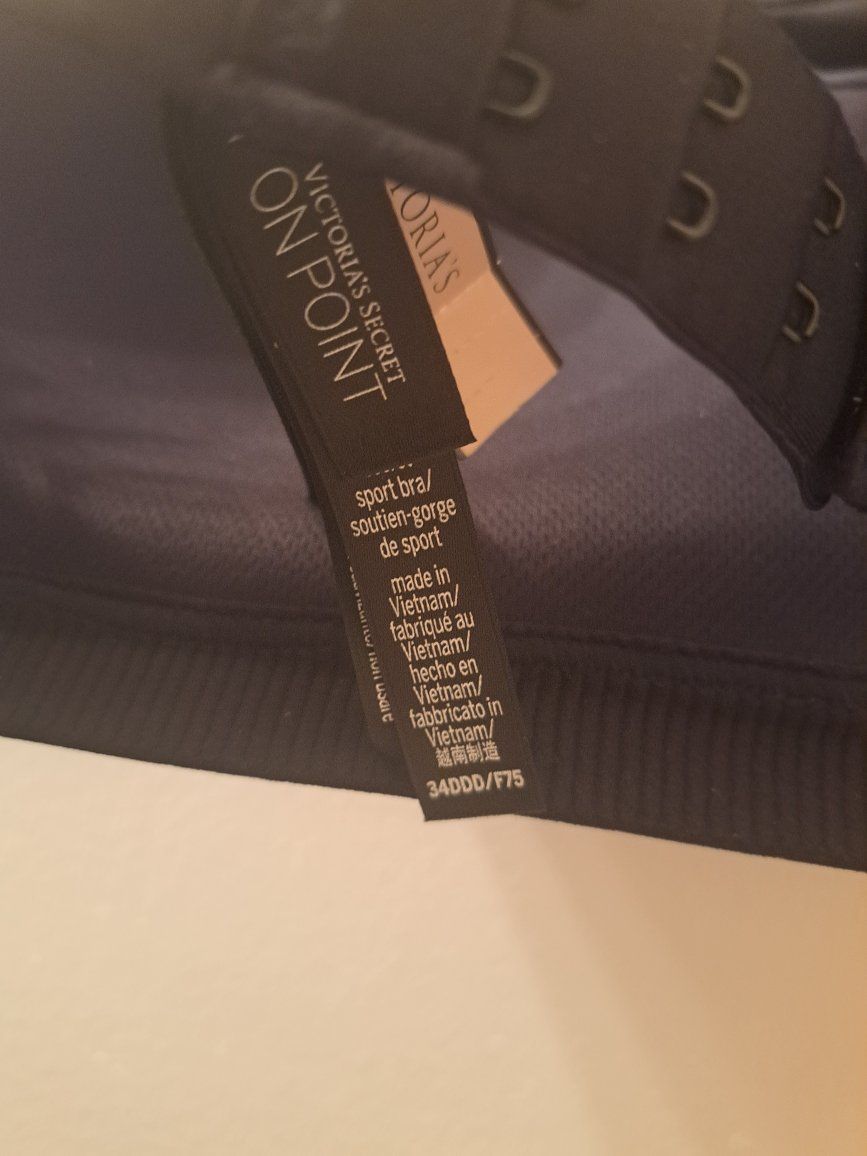 VICTORIA'S SECRET
ON POINT
sport bra/
soutien-gorge
de sport
made in
Vietnam/
fabriqué au
Vietnam/
hecho en
Vietnam/
fabbricato in
Vietnam/
越南制造
34DDD/F75